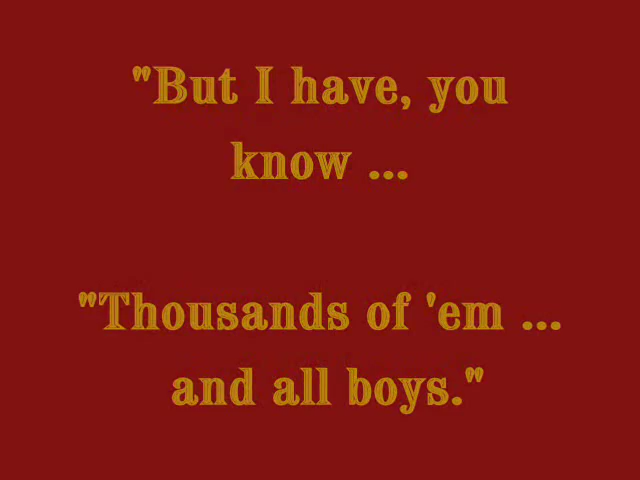 "But I have, you
know ...
"Thousands of 'em ...
and all boys."